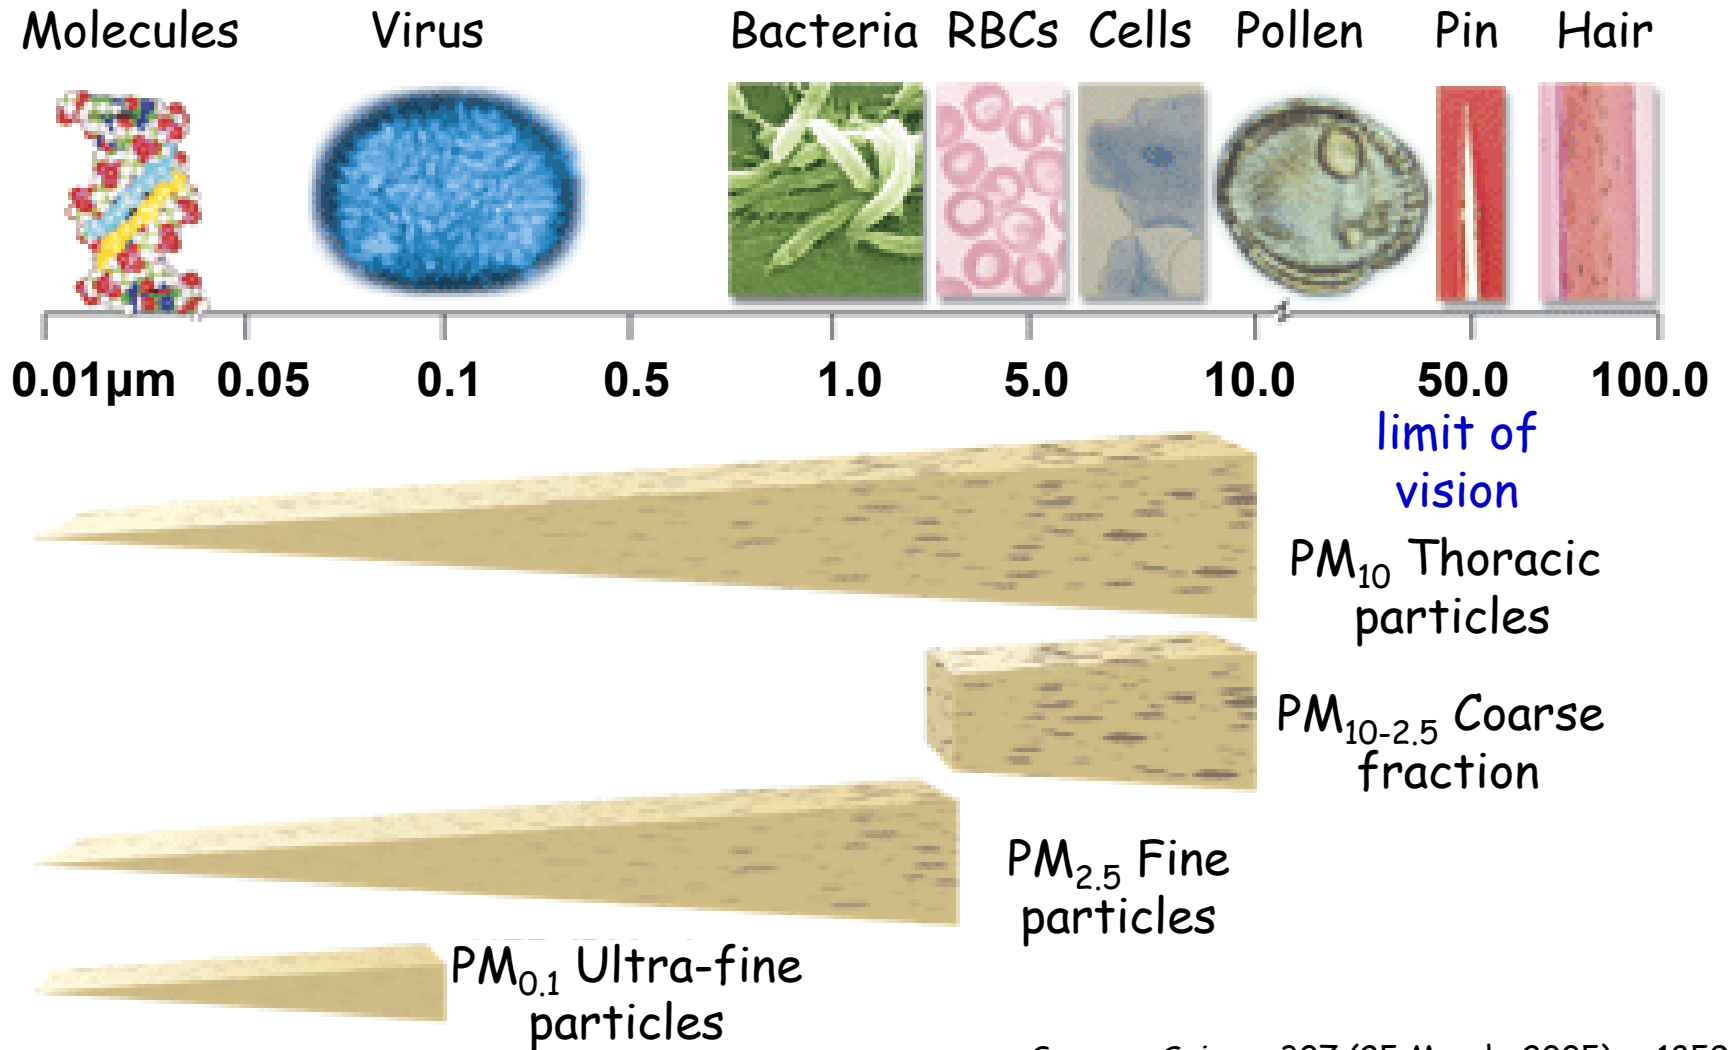 Molecules Virus Bacteria RBCs Cells Pollen Pin Hair
0.01µm 0.05 0.1 0.5 1.0 5.0 10.0 50.0 100.0
limit of
vision
PM10 Thoracic
particles
PM10-2.5 Coarse
fraction
PM2.5 Fine
particles
PM0.1 Ultra-fine
particles